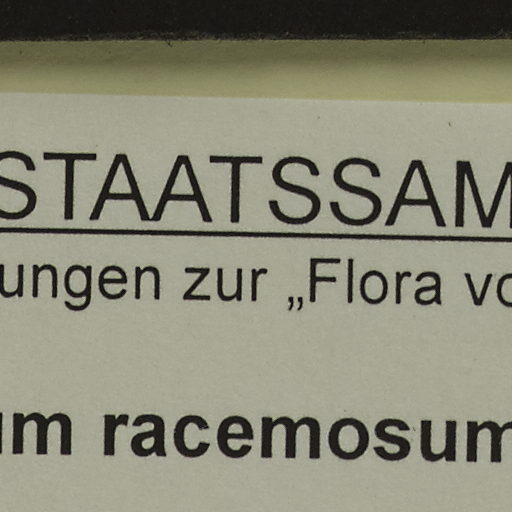 STAATSSAM
ungen zur „Flora vo
um racemosum